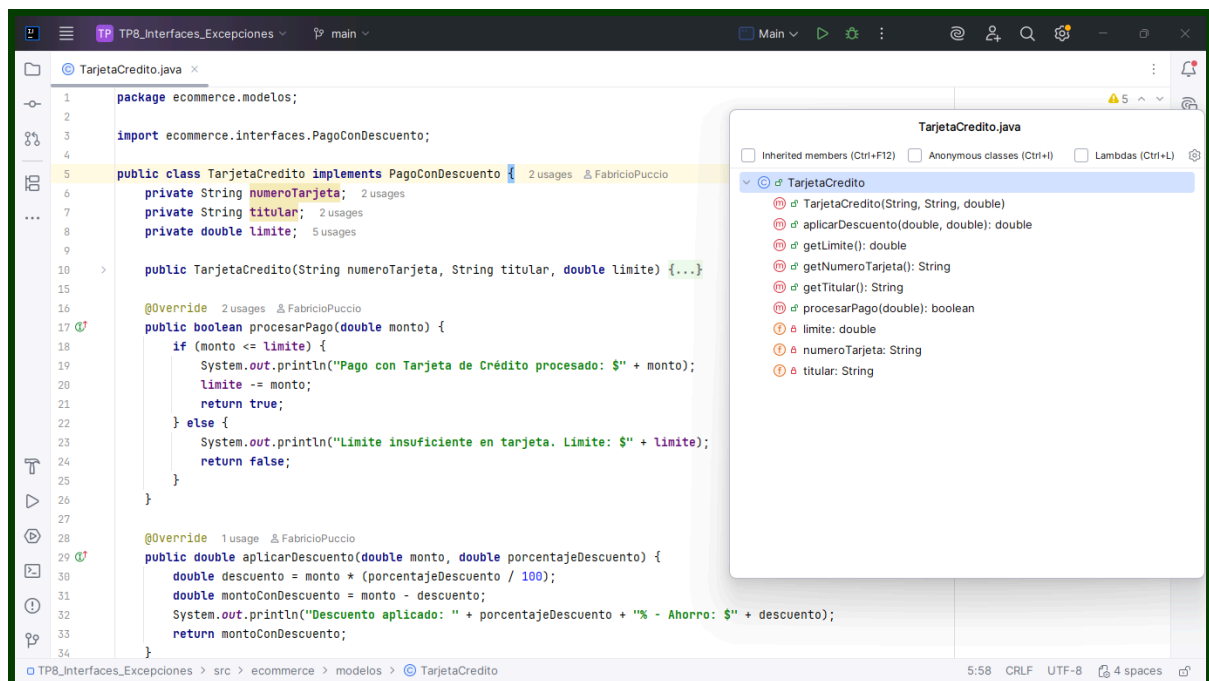 TP TP8_Interfaces_Excepciones main Main
TarjetaCredito.java
1 package ecommerce.modelos; 5
2
3 import ecommerce.interfaces.PagoConDescuento;
4
5 public class TarjetaCredito implements PagoConDescuento { 2 usages FabricioPuccio
6 private String numeroTarjeta; 2 usages
7 private String titular; 2 usages
8 private double limite; 5 usages
9
10 public TarjetaCredito(String numeroTarjeta, String titular, double limite) {...}
15
16 @Override 2 usages FabricioPuccio
17 public boolean procesarPago(double monto) {
18 if (monto <= limite) {
19 System.out.println("Pago con Tarjeta de Crédito procesado: $" + monto);
20 limite -= monto;
21 return true;
22 } else {
23 System.out.println("Límite insuficiente en tarjeta. Límite: $" + limite);
24 return false;
25 }
26 }
27
28 @Override 1 usage FabricioPuccio
29 public double aplicarDescuento(double monto, double porcentajeDescuento) {
30 double descuento = monto * (porcentajeDescuento / 100);
31 double montoConDescuento = monto - descuento;
32 System.out.println("Descuento aplicado: " + porcentajeDescuento + "% - Ahorro: $" + descuento);
33 return montoConDescuento;
34 }
TarjetaCredito.java
Inherited members (Ctrl+F12) Anonymous classes (Ctrl+I) Lambdas (Ctrl+L)
TarjetaCredito
TarjetaCredito(String, String, double)
aplicarDescuento(double, double): double
getLimite(): double
getNumeroTarjeta(): String
getTitular(): String
procesarPago(double): boolean
limite: double
numeroTarjeta: String
titular: String
TP8_Interfaces_Excepciones > src > ecommerce > modelos > TarjetaCredito 5:58 CRLF UTF-8 4 spaces